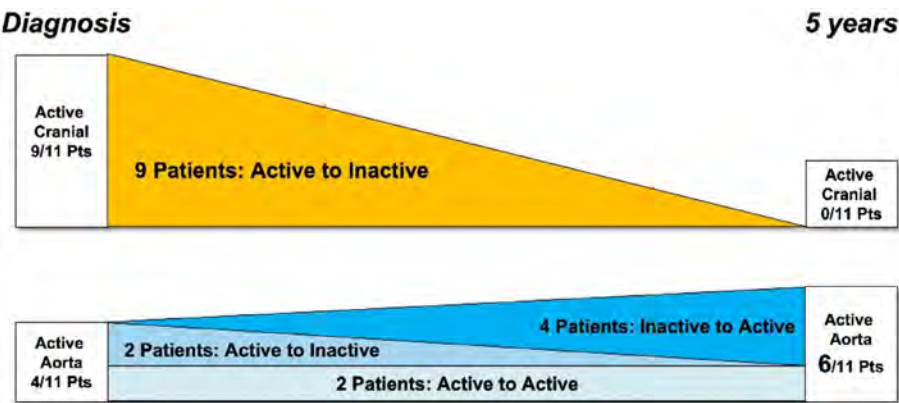 Diagnosis
5 years
Active
Cranial
9/11 Pts
9 Patients: Active to Inactive
Active
Cranial
0/11 Pts
Active
Aorta
4/11 Pts
4 Patients: Inactive to Active
2 Patients: Active to Inactive
2 Patients: Active to Active
Active
Aorta
6/11 Pts